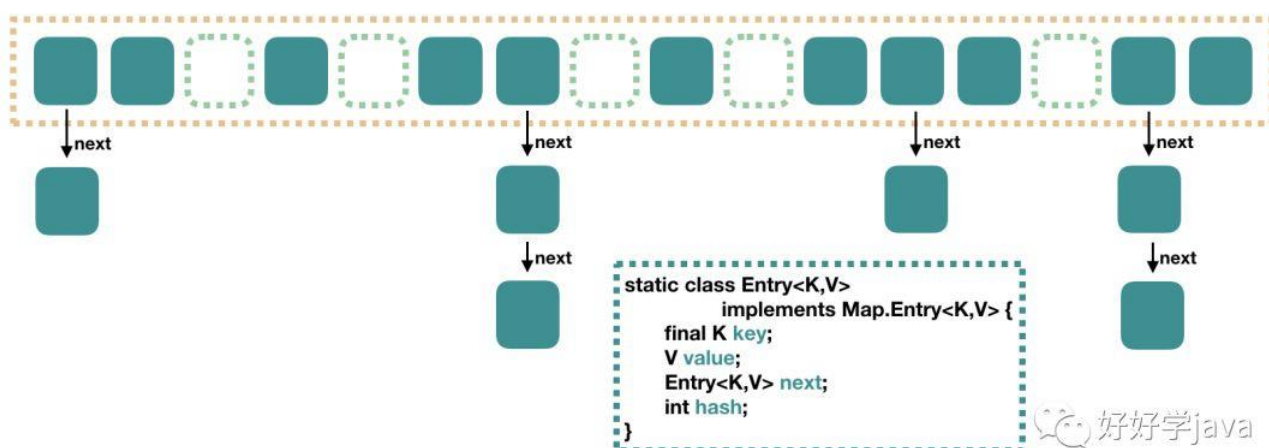 next
next
next
next
next
next
static class Entry<K,V>
implements Map.Entry<K,V> {
final K key;
V value;
Entry<K,V> next;
int hash;
}
好好学java